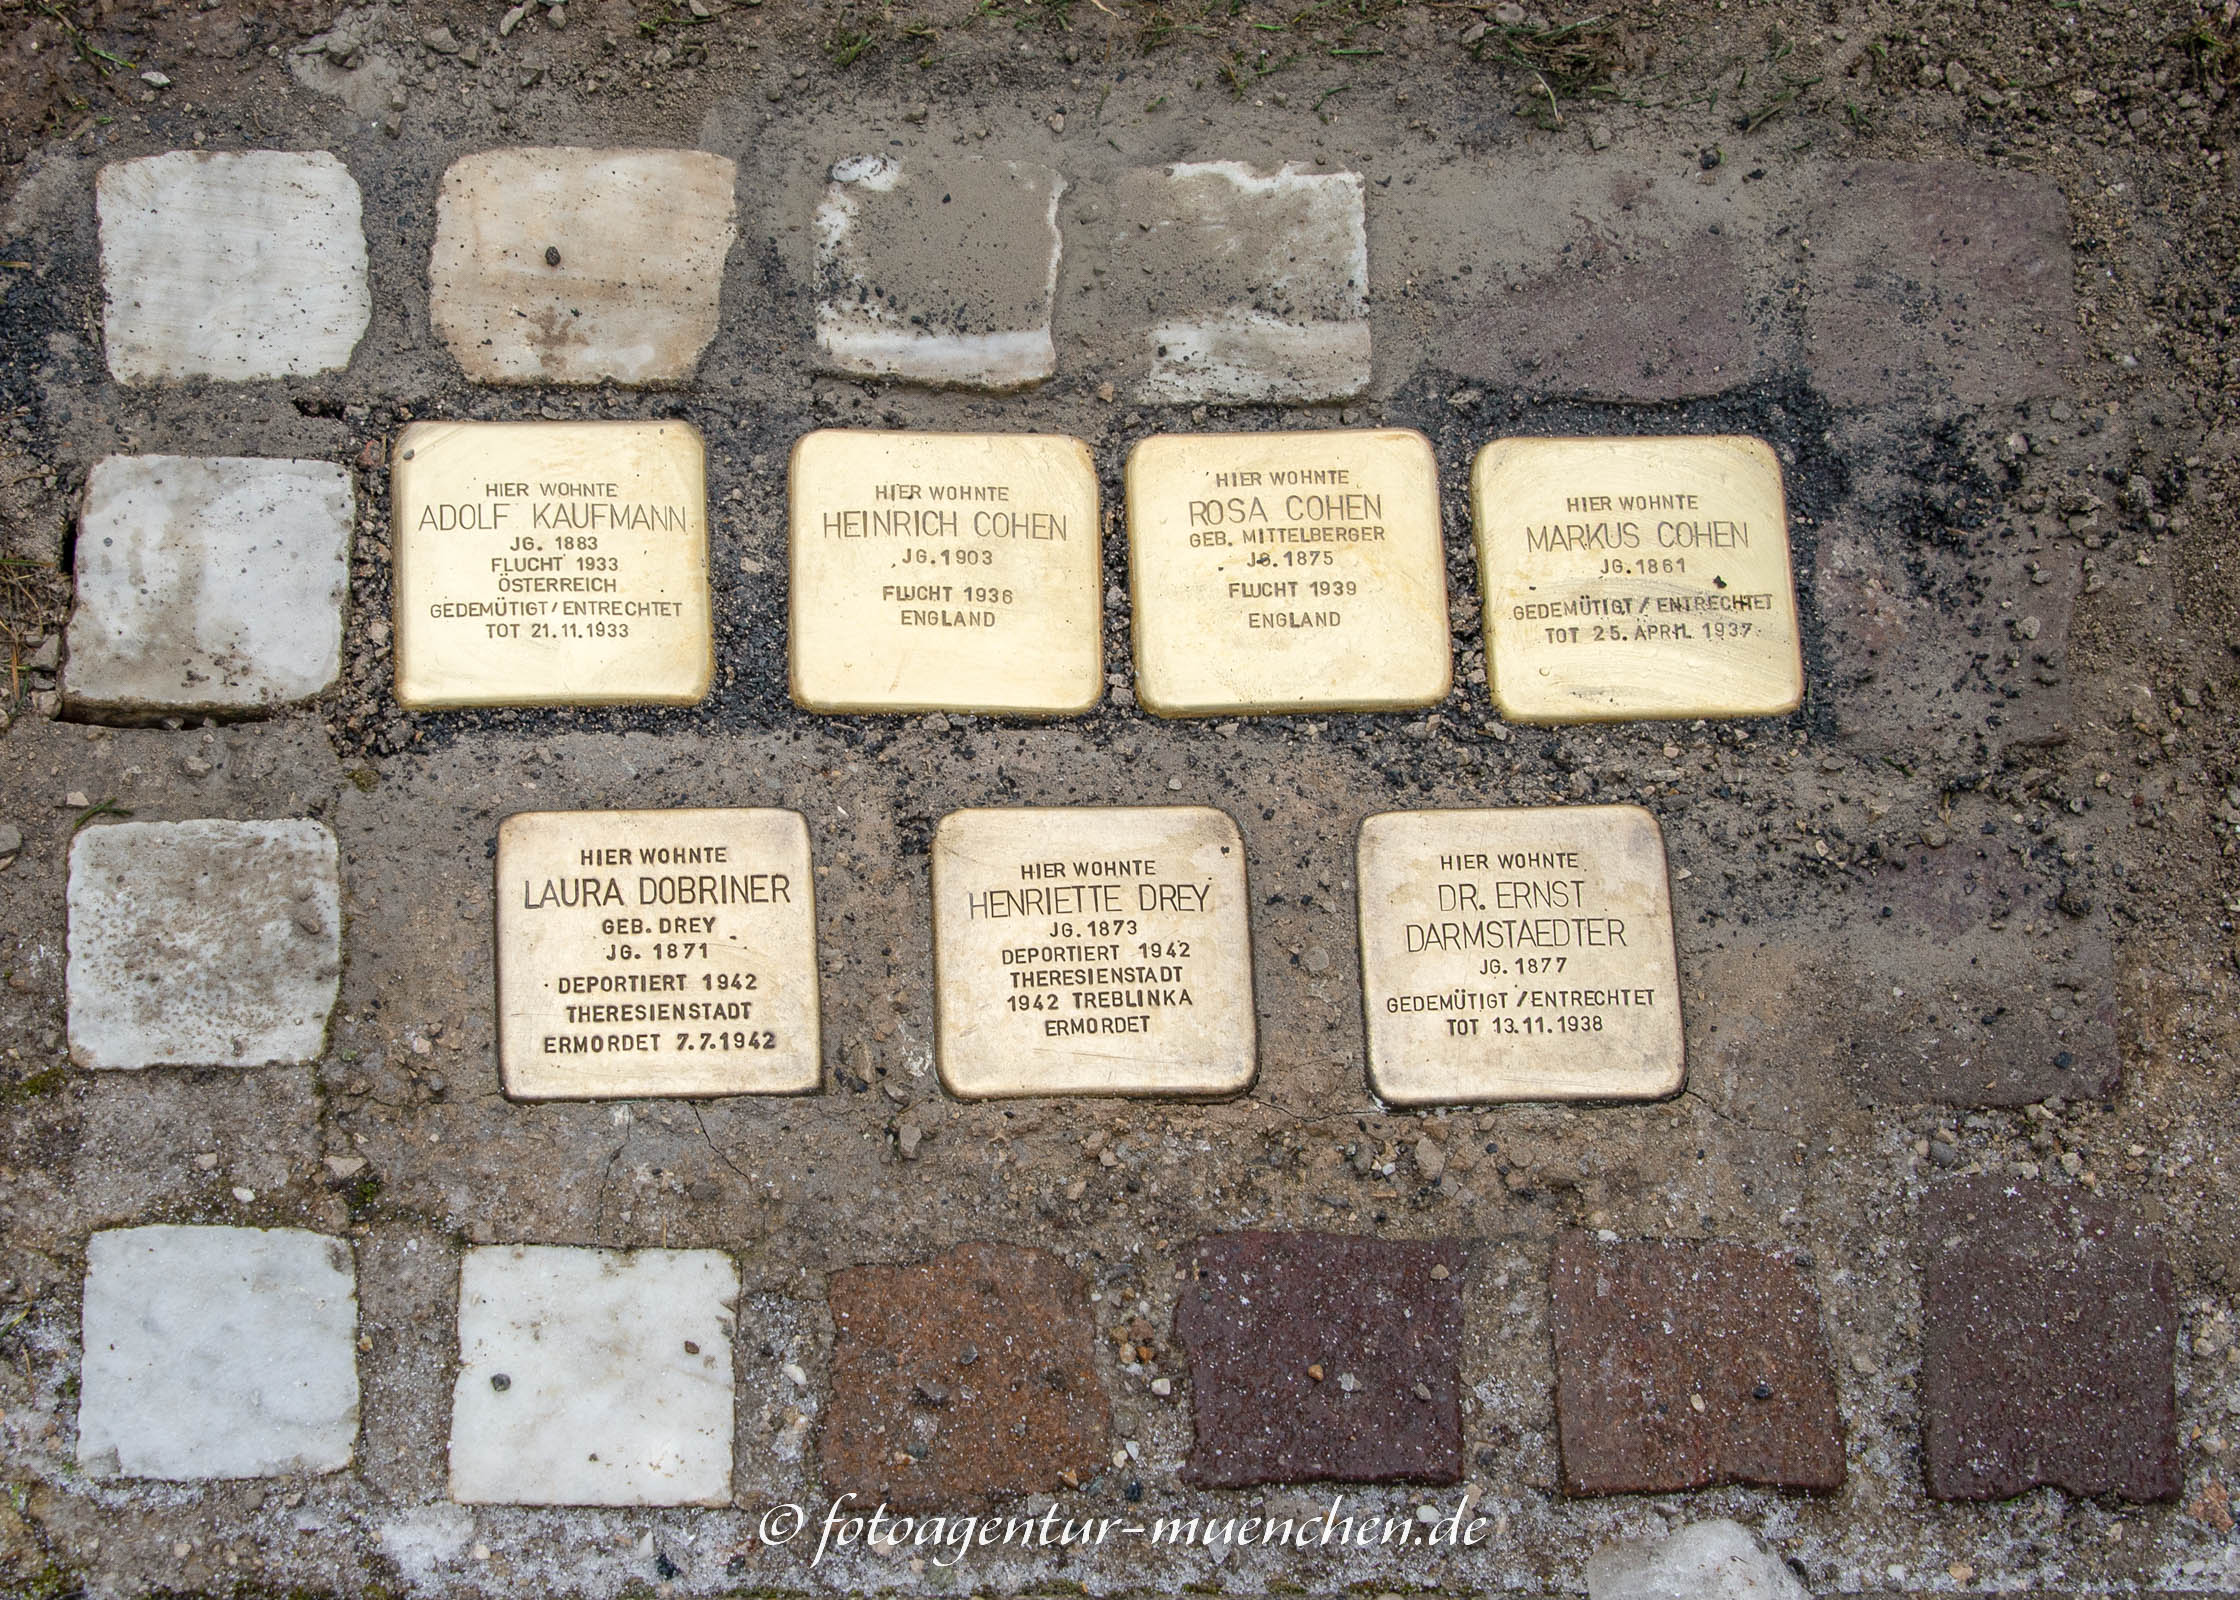 HIER WOHNTE
ADOLF KAUFMANN
JG. 1883
FLUCHT 1933
ÖSTERREICH
GEDEMÜTIGT/ENTRECHTET
TOT 21.11.1933
HIER WOHNTE
HEINRICH COHEN
JG.1903
FLUCHT 1936
ENGLAND
HIER WOHNTE
ROSA COHEN
GEB. MITTELBERGER
JG.1875
FLUCHT 1939
ENGLAND
HIER WOHNTE
MARKUS COHEN
JG.1861
GEDEMÜTIGT / ENTRECHTET
TOT 25. APRIL 1937
HIER WOHNTE
LAURA DOBRINER
GEB. DREY
JG. 1871
DEPORTIERT 1942
THERESIENSTADT
ERMORDET 7.7.1942
HIER WOHNTE
HENRIETTE DREY
JG. 1873
DEPORTIERT 1942
THERESIENSTADT
1942 TREBLINKA
ERMORDET
HIER WOHNTE
DR. ERNST
DARMSTAEDTER
JG. 1877
GEDEMÜTIGT /ENTRECHTET
TOT 13.11.1938
© fotoagentur-muenchen.de